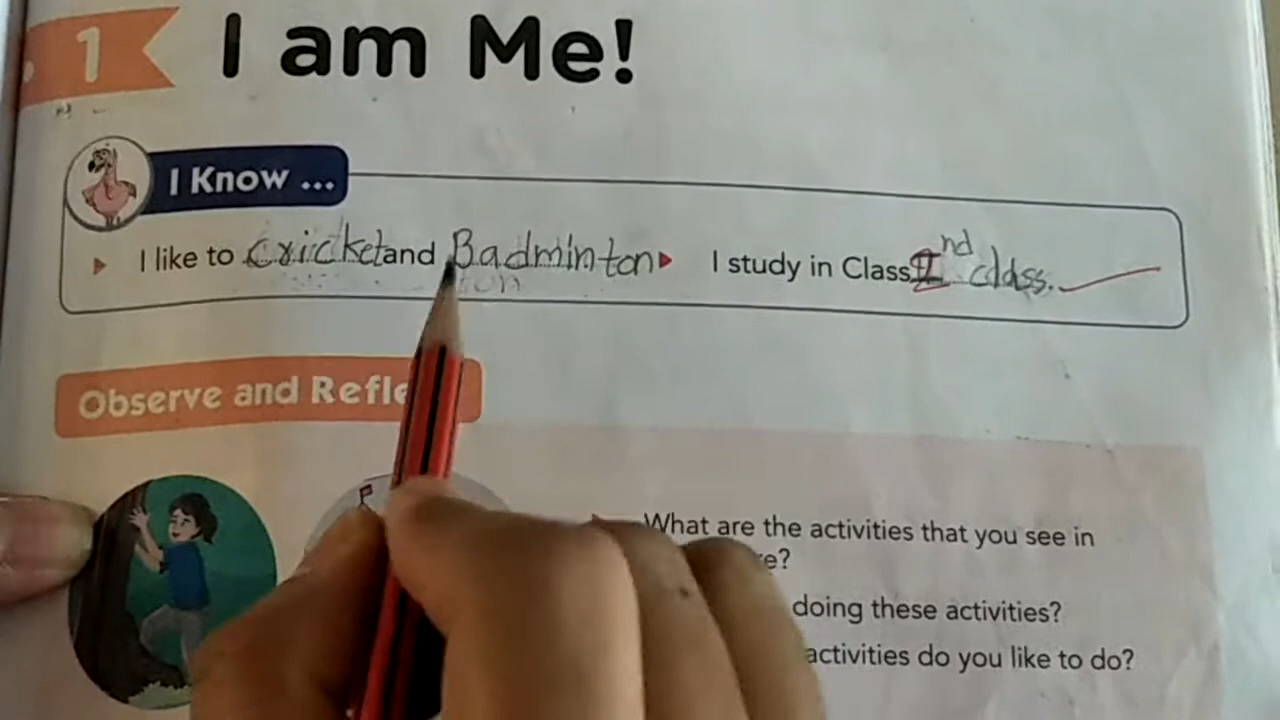 1 I am Me!
I Know ...
I like to Cricket and Badminton I study in Class II nd class.
on
Observe and Refle
What are the activities that you see in
e?
doing these activities?
activities do you like to do?